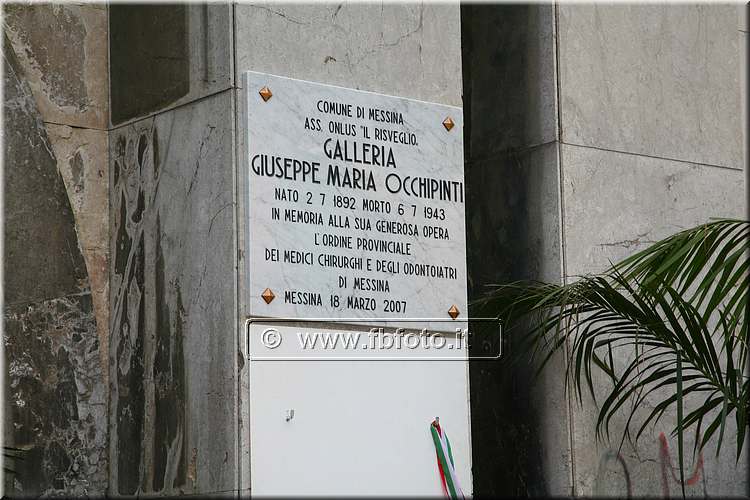 COMUNE DI MESSINA
ASS. ONLUS "IL RISVEGLIO.
GALLERIA
GIUSEPPE MARIA OCCHIPINTI
NATO 2 7 1892 MORTO 6 7 1943
IN MEMORIA ALLA SUA GENEROSA OPERA
L'ORDINE PROVINCIALE
DEI MEDICI CHIRURGHI E DEGLI ODONTOIATRI
DI MESSINA
MESSINA 18 MARZO 2007
© www.fbfoto.it